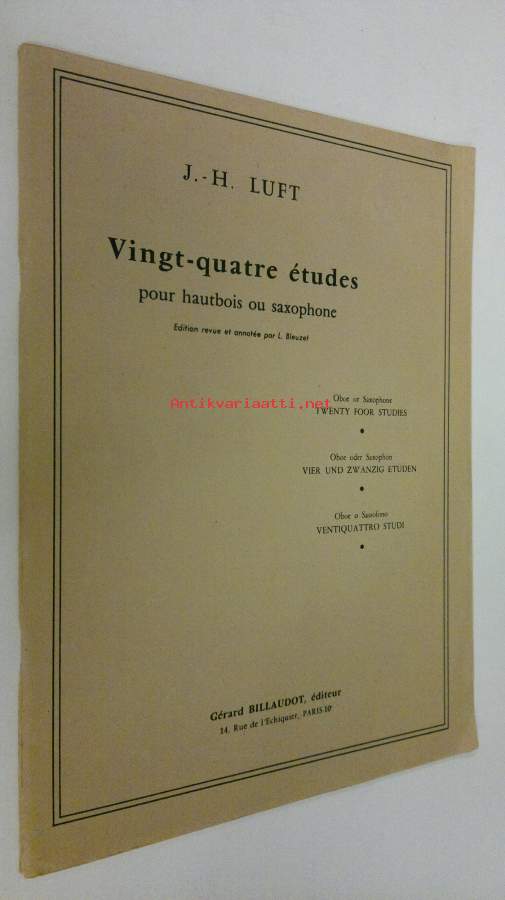 J.-H. LUFT
Vingt-quatre études
pour hautbois ou saxophone
Edition revue et annotée par L. Bleuzet
Oboe or Saxophone
Antikvariaatti.net
TWENTY FOOR STUDIES
Oboe oder Saxophon
VIER UND ZWANZIG ETUDEN
Oboe o Sassofono
VENTIQUATTRO STUDI
Gérard BILLAUDOT, éditeur
14, Rue de l'Echiquier, PARIS-10e